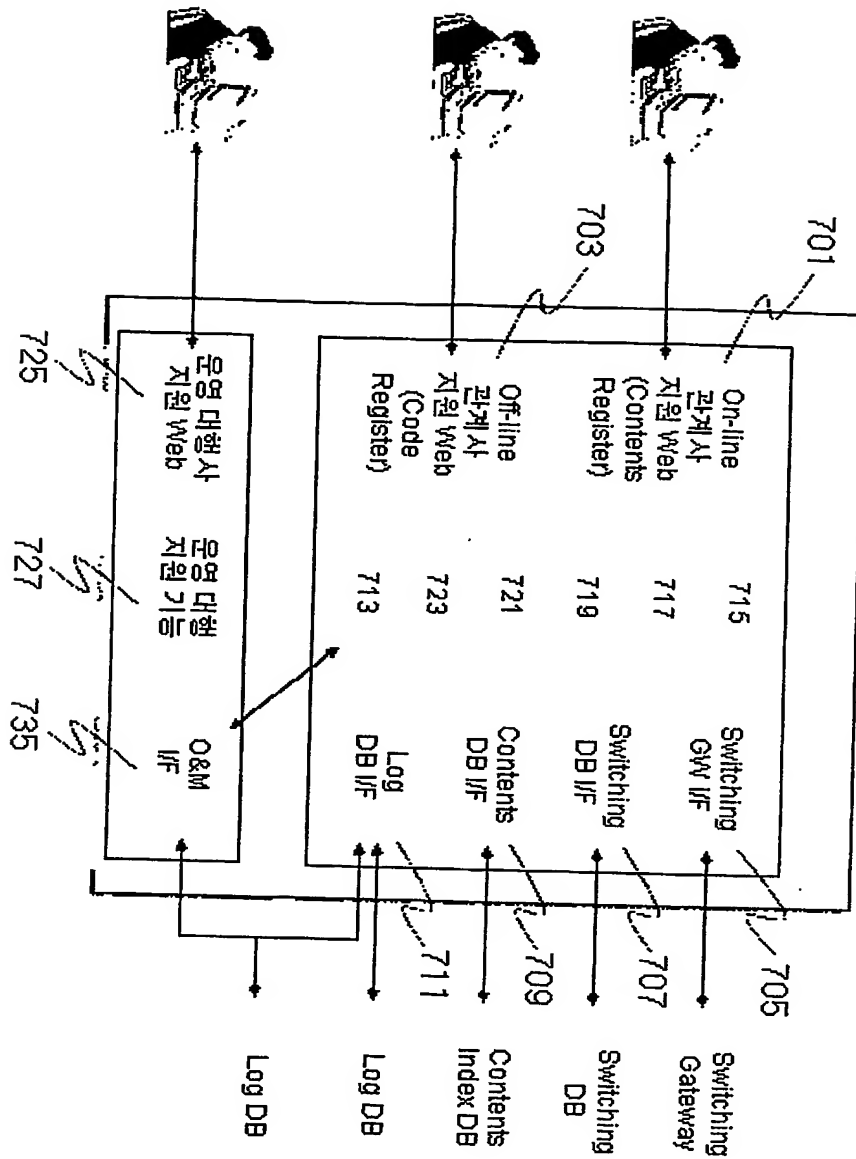 701
On-line
관계사
지원 Web
(Contents
Register)
715
717
Switching
GW I/F
705
Switching
Gateway
719
Switching
DB I/F
707
Switching
DB
703
Off-line
관계사
지원 Web
(Code
Register)
721
723
713
Contents
DB I/F
709
Contents
Index DB
Log
DB I/F
711
Log DB
운영 대행사
지원 Web
725
운영 대행
지원 기능
727
O&M
I/F
735
Log DB